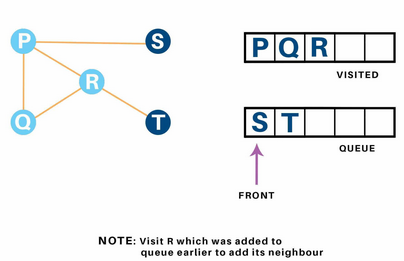 P
S
R
Q
T
P Q R
VISITED
S T
QUEUE
FRONT
NOTE: Visit R which was added to
queue earlier to add its neighbour